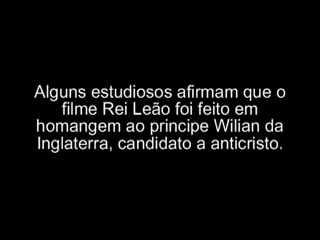 Alguns estudiosos afirmam que o
filme Rei Leão foi feito em
homangem ao principe Wilian da
Inglaterra, candidato a anticristo.